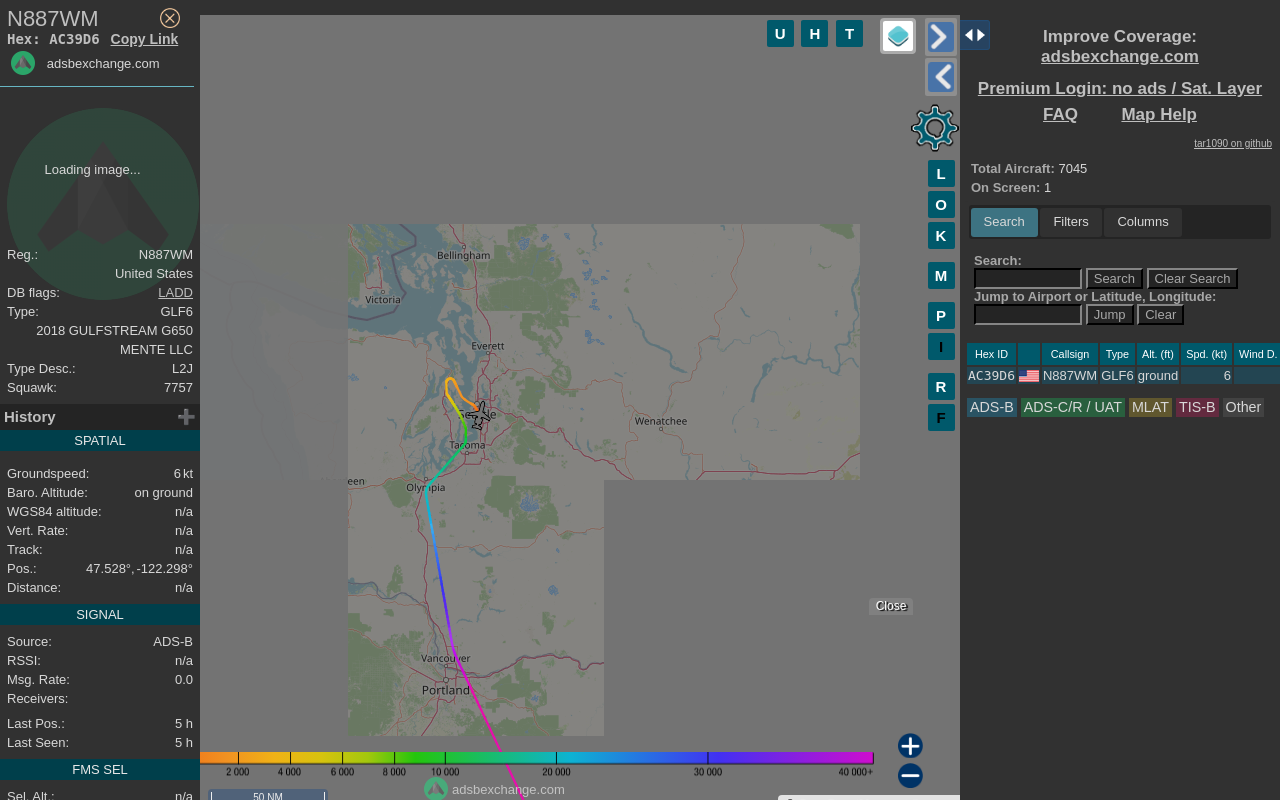 N887WM
Hex: AC39D6 Copy Link
adsbexchange.com
Loading image...
Reg.: N887WM
United States
DB flags: LADD
Type: GLF6
2018 GULFSTREAM G650
MENTE LLC
Type Desc.: L2J
Squawk: 7757
History
SPATIAL
Groundspeed: 6 kt
Baro. Altitude: on ground
WGS84 altitude: n/a
Vert. Rate: n/a
Track: n/a
Pos.: 47.528°, -122.298°
Distance: n/a
SIGNAL
Source: ADS-B
RSSI: n/a
Msg. Rate: 0.0
Receivers:
Last Pos.: 5 h
Last Seen: 5 h
FMS SEL
Sel. Alt.: n/a
U H T
L
O
K
M
P
I
R
F
Bellingham
Victoria
Everett
Wenatchee
Tacoma
een
Olympia
Close
Vancouver
Portland
2 000 4 000 6 000 8 000 10 000 20 000 30 000 40 000+
adsbexchange.com
50 NM
Improve Coverage:
adsbexchange.com
Premium Login: no ads / Sat. Layer
FAQ Map Help
tar1090 on github
Total Aircraft: 7045
On Screen: 1
Search Filters Columns
Search:
Search Clear Search
Jump to Airport or Latitude, Longitude:
Jump Clear
Hex ID Callsign Type Alt. (ft) Spd. (kt) Wind D.
AC39D6 N887WM GLF6 ground 6
ADS-B ADS-C/R / UAT MLAT TIS-B Other